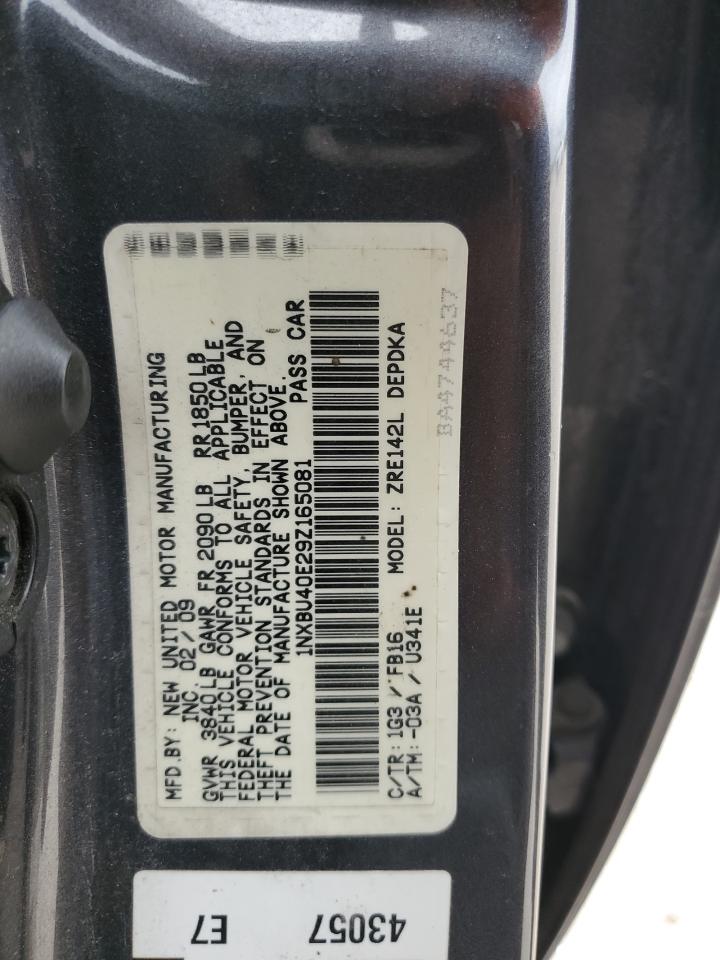 MFD.BY: NEW UNITED MOTOR MANUFACTURING
INC. 02/09
GVWR 3840LB GAWR FR 2090LB RR1850LB
THIS VEHICLE CONFORMS TO ALL APPLICABLE
FEDERAL MOTOR VEHICLE SAFETY, BUMPER, AND
THEFT PREVENTION STANDARDS IN EFFECT ON
THE DATE OF MANUFACTURE SHOWN ABOVE.
1NXBU40E29Z165081 PASS CAR
C/TR: 1G3 / FB16 MODEL: ZRE142L DEPDKA
A/TM: -03A / U341E
BA4744637
43057 E7